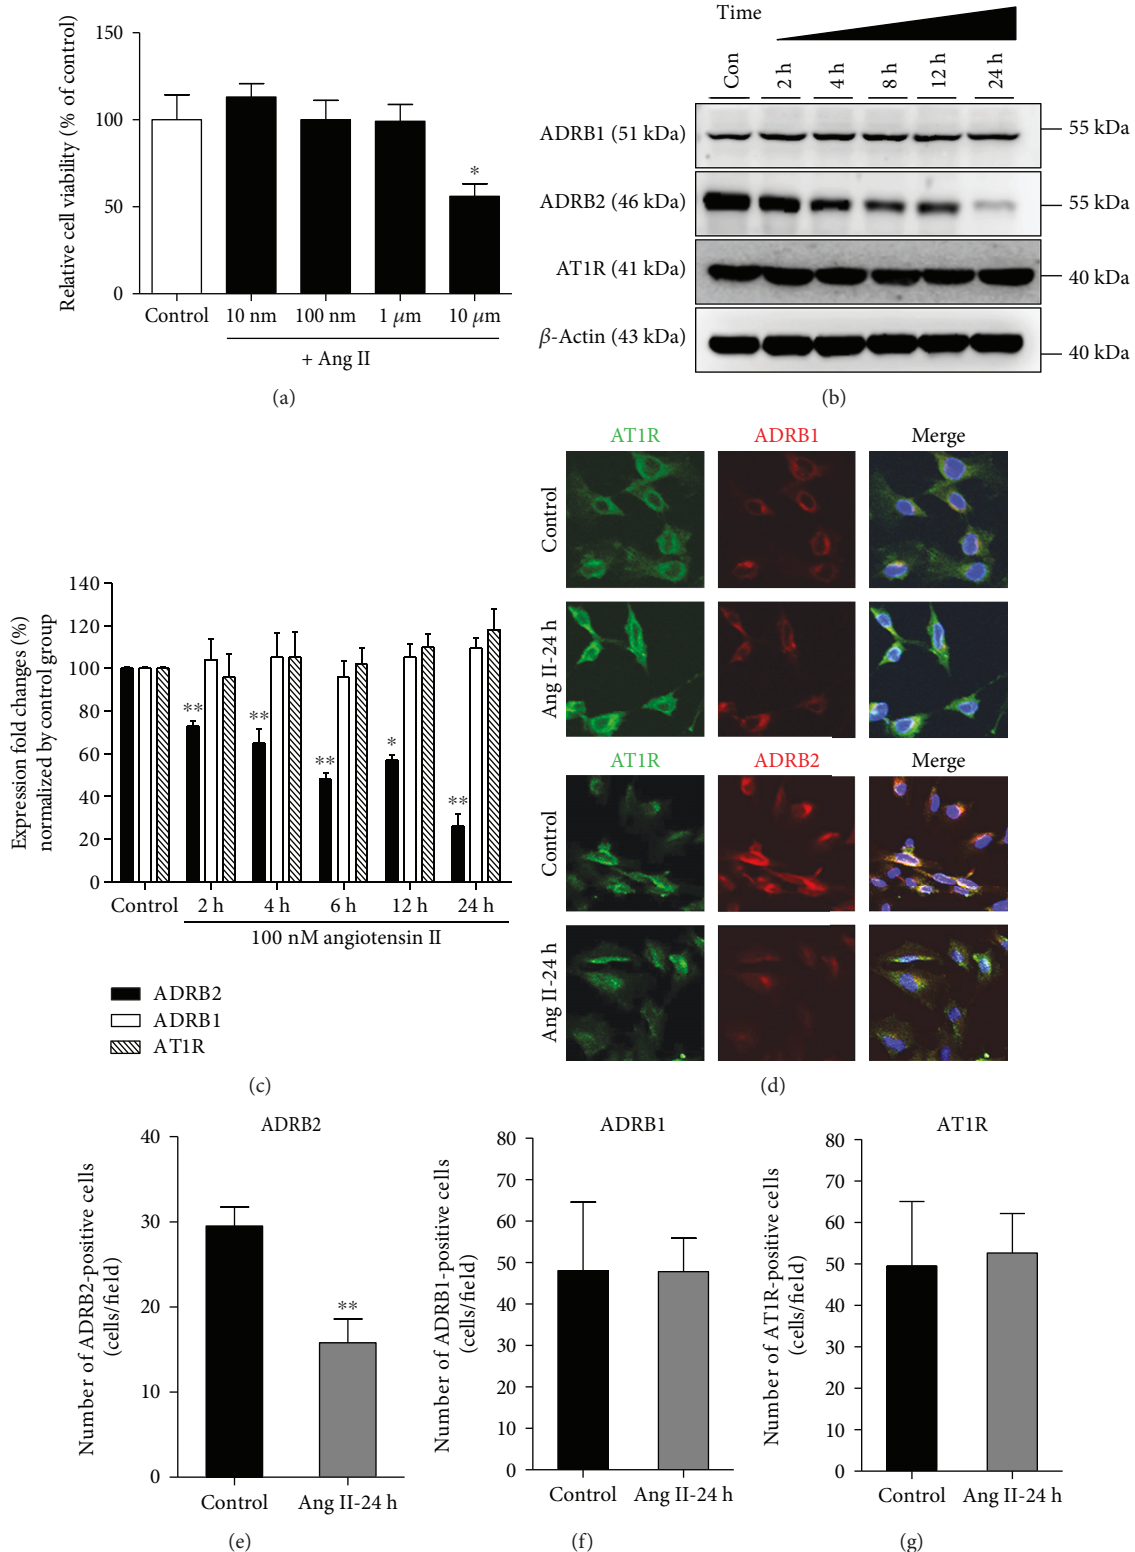 Relative cell viability (% of control)
150
100
50
0
*
Control
10 nm
100 nm
1 μm
10 μm
+ Ang II
(a)
Time
Con
2 h
4 h
8 h
12 h
24 h
ADRB1 (51 kDa)
55 kDa
ADRB2 (46 kDa)
55 kDa
AT1R (41 kDa)
40 kDa
β-Actin (43 kDa)
40 kDa
(b)
Expression fold changes (%)
normalized by control group
140
120
100
80
60
40
20
0
**
**
**
*
**
Control
2 h
4 h
6 h
12 h
24 h
100 nM angiotensin II
ADRB2
ADRB1
AT1R
(c)
AT1R
ADRB1
Merge
Control
Ang II-24 h
AT1R
ADRB2
Merge
Control
Ang II-24 h
(d)
ADRB2
Number of ADRB2-positive cells
(cells/field)
40
30
20
10
0
**
Control
Ang II-24 h
(e)
ADRB1
Number of ADRB1-positive cells
(cells/field)
80
70
60
50
40
30
20
10
0
Control
Ang II-24 h
(f)
AT1R
Number of AT1R-positive cells
(cells/field)
80
70
60
50
40
30
20
10
0
Control
Ang II-24 h
(g)